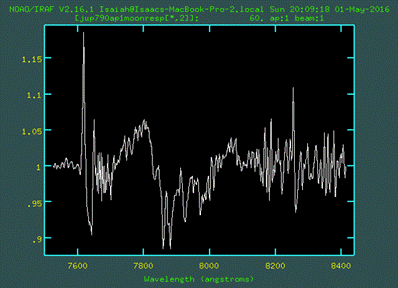 NOAO/IRAF V2.16.1 Isaiah@Isaacs-MacBook-Pro-2.local Sun 20:09:18 01-May-2016
[jup790ap1moonresp[*,2]]: 60. ap:1 beam:1
1.15
1.1
1.05
1
.95
.9
7600 7800 8000 8200 8400
Wavelength (angstroms)